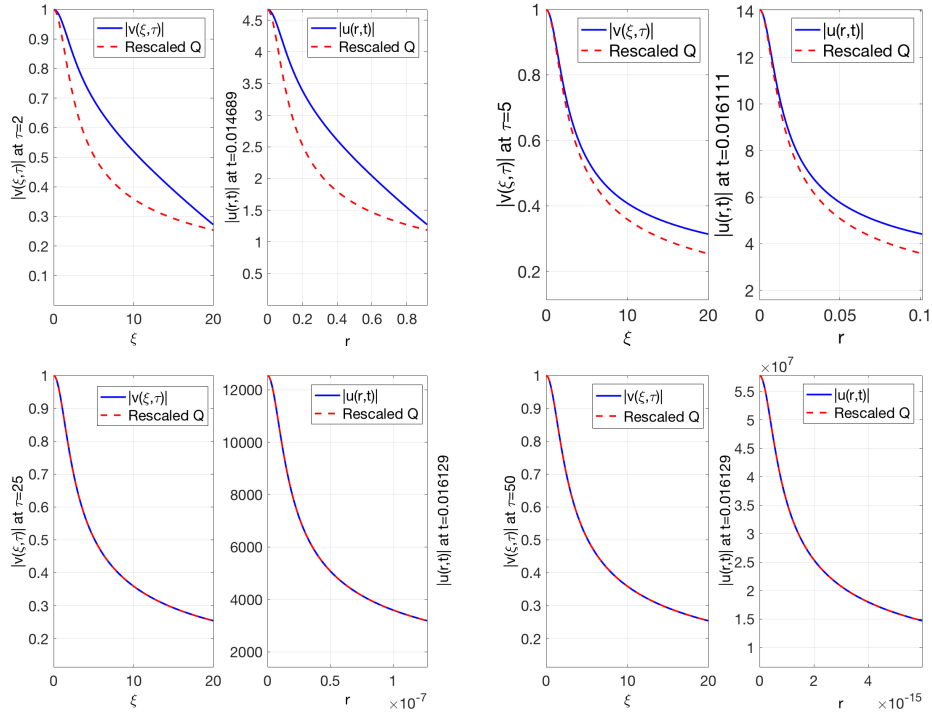 |v(ξ,τ)| at τ=2
1
0.9
0.8
0.7
0.6
0.5
0.4
0.3
0.2
0.1
0
10
20
ξ
|v(ξ,τ)|
Rescaled Q
|u(r,t)| at t=0.014689
4.5
4
3.5
3
2.5
2
1.5
1
0.5
0
0.2
0.4
0.6
0.8
r
|u(r,t)|
Rescaled Q
|v(ξ,τ)| at τ=5
1
0.8
0.6
0.4
0.2
0
10
20
ξ
|v(ξ,τ)|
Rescaled Q
|u(r,t)| at t=0.016111
14
12
10
8
6
4
2
0
0.05
0.1
r
|u(r,t)|
Rescaled Q
|v(ξ,τ)| at τ=25
1
0.9
0.8
0.7
0.6
0.5
0.4
0.3
0.2
0
10
20
ξ
|v(ξ,τ)|
Rescaled Q
12000
10000
8000
6000
4000
2000
0
1
r
×10⁻⁷
|u(r,t)|
Rescaled Q
|u(r,t)| at t=0.016129
|v(ξ,τ)| at τ=50
1
0.9
0.8
0.7
0.6
0.5
0.4
0.3
0.2
0
10
20
ξ
|v(ξ,τ)|
Rescaled Q
|u(r,t)| at t=0.016129
×10⁷
5.5
5
4.5
4
3.5
3
2.5
2
1.5
1
0
2
4
r
×10⁻¹⁵
|u(r,t)|
Rescaled Q